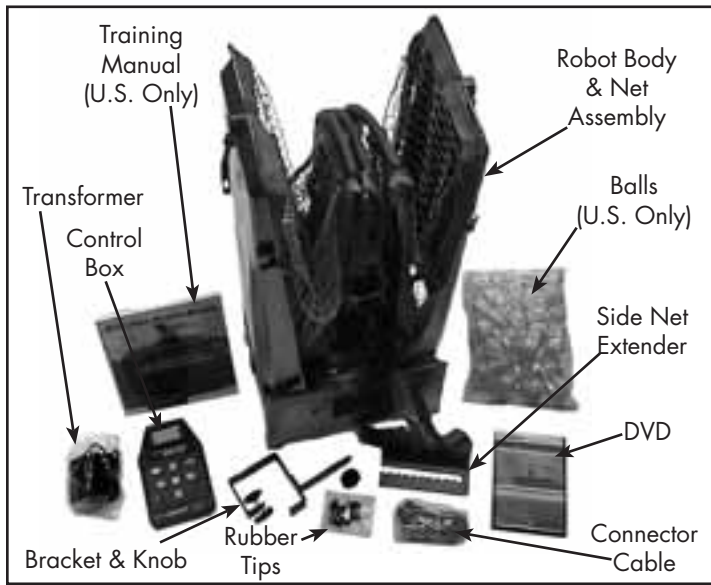 Training
Manual
(U.S. Only)
Robot Body
& Net
Assembly
Transformer
Control
Box
Balls
(U.S. Only)
Side Net
Extender
DVD
Bracket & Knob
Rubber
Tips
Connector
Cable